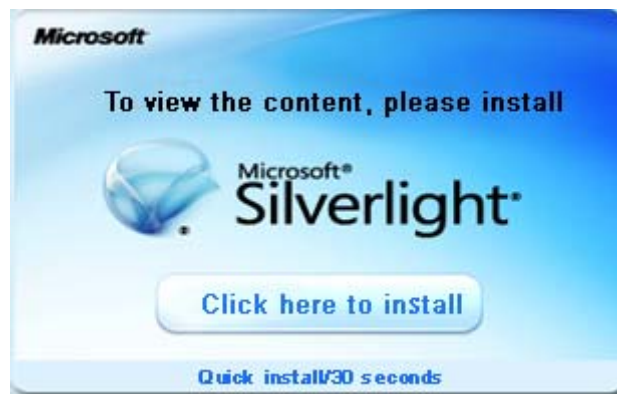 Microsoft
To view the content, please install
Microsoft®
Silverlight®
®
Click here to install
Quick install/30 seconds